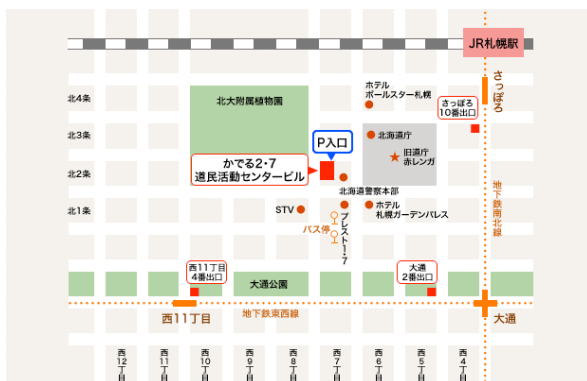 JR札幌駅
さっぽろ
ホテル
ポールスター札幌
北4条
北大附属植物園
さっぽろ
10番出口
北3条
P入口
北海道庁
旧道庁
赤レンガ
かでる2・7
道民活動センタービル
北2条
北海道警察本部
地下鉄南北線
北1条
STV
バス停
プレスト1・7
ホテル
札幌ガーデンパレス
西11丁目
4番出口
大通
2番出口
大通公園
西11丁目
地下鉄東西線
大通
西12丁目
西11丁目
西10丁目
西9丁目
西8丁目
西7丁目
西6丁目
西5丁目
西4丁目